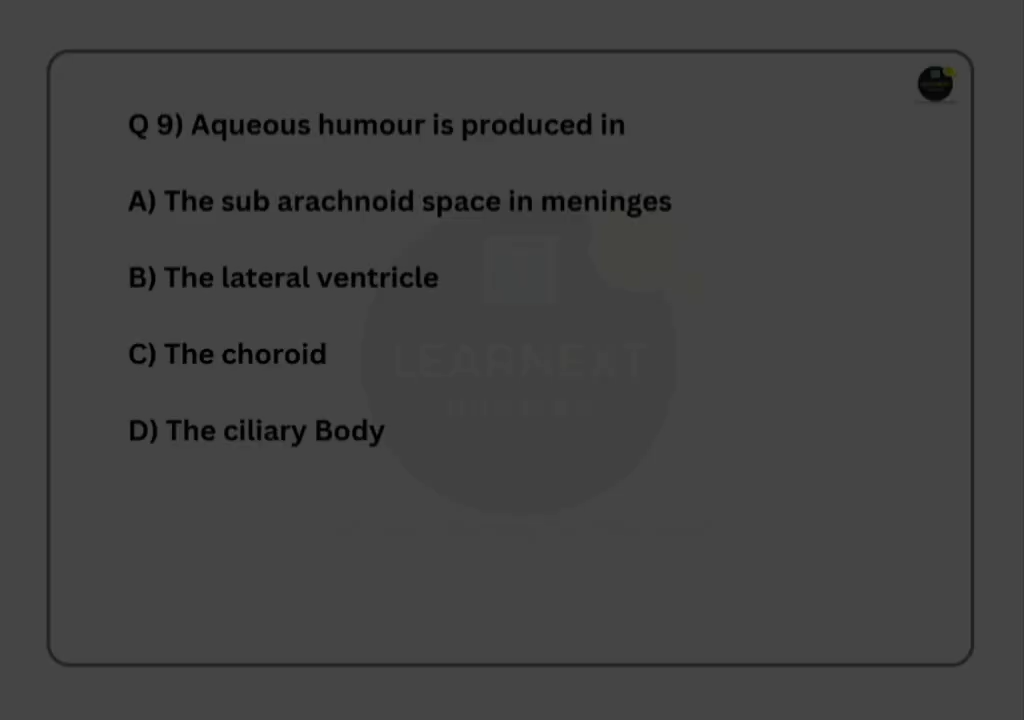 Q 9) Aqueous humour is produced in
A) The sub arachnoid space in meninges
B) The lateral ventricle
C) The choroid
D) The ciliary Body
LEARNEXT